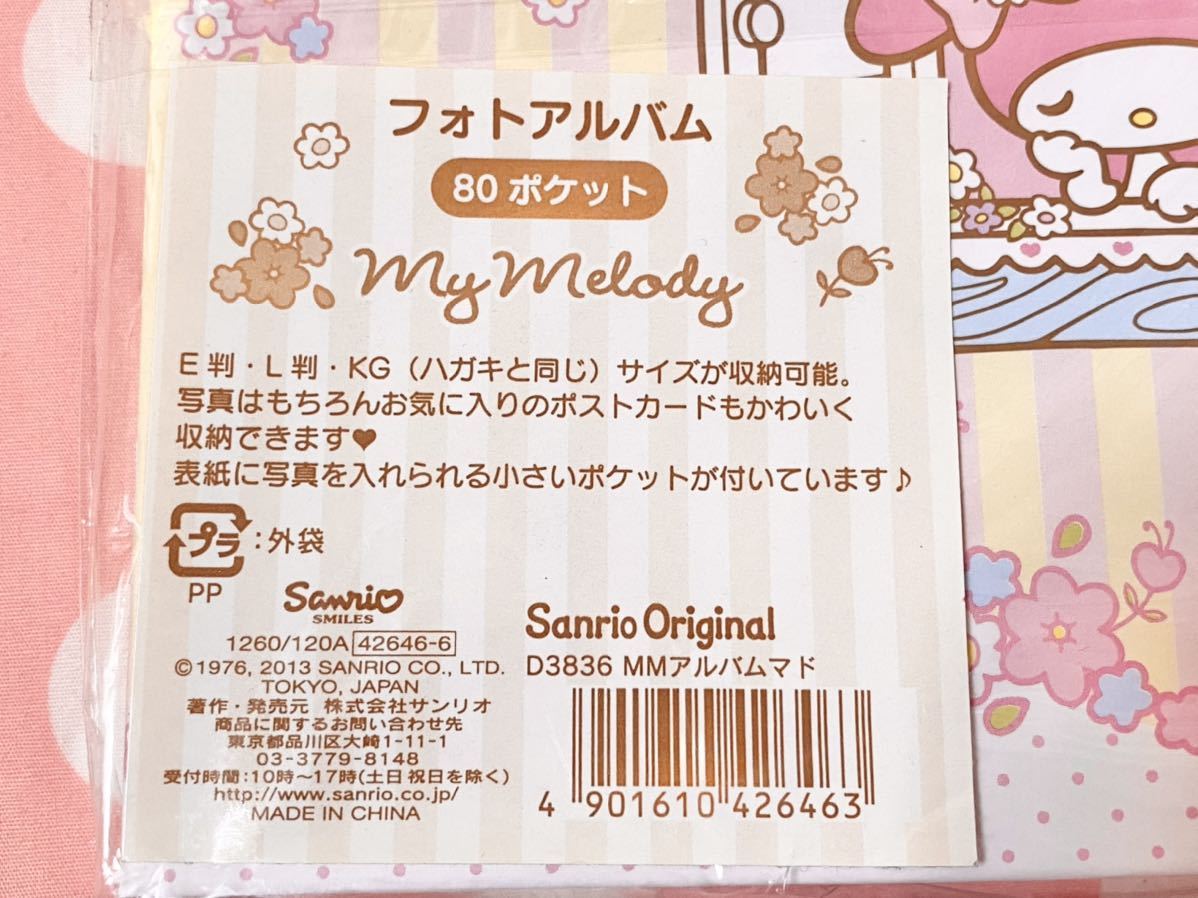 フォトアルバム
80 ポケット
My Melody
E判・L判・KG（ハガキと同じ）サイズが収納可能。
写真はもちろんお気に入りのポストカードもかわいく
収納できます♥
表紙に写真を入れられる小さいポケットが付いています♪
プラ：外袋
PP
Sanrio
SMILES
1260/120A 42646-6
©1976, 2013 SANRIO CO., LTD.
TOKYO, JAPAN
著作・発売元 株式会社サンリオ
商品に関するお問い合わせ先
東京都品川区大崎1-11-1
03-3779-8148
受付時間：10時〜17時(土日祝日を除く)
http://www.sanrio.co.jp/
MADE IN CHINA
Sanrio Original
D3836 MMアルバムマド
4 901610 426463